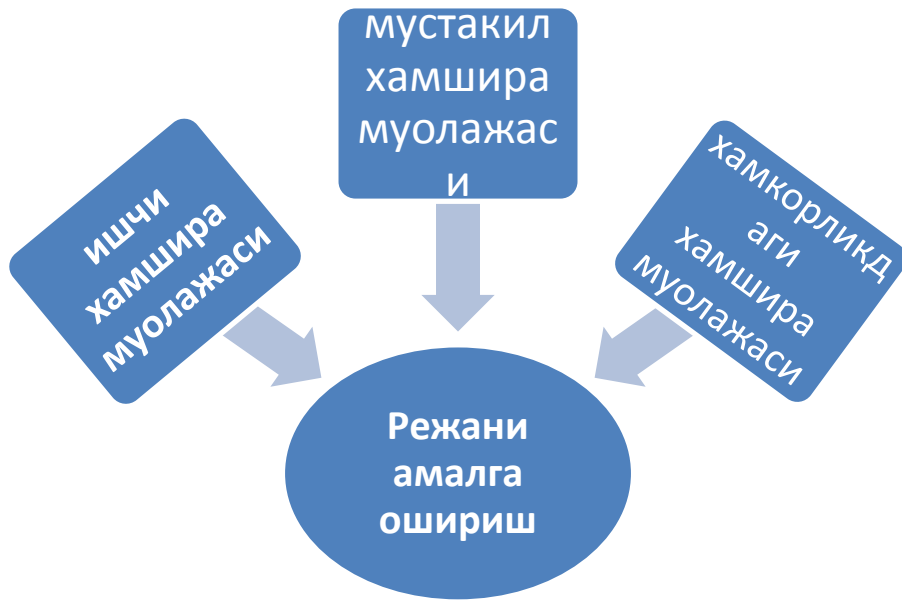 ишчи
хамшира
муолажаси
мустакил
хамшира
муолажас
и
хамкорликд
аги
хамшира
муолажаси
Режани
амалга
ошириш